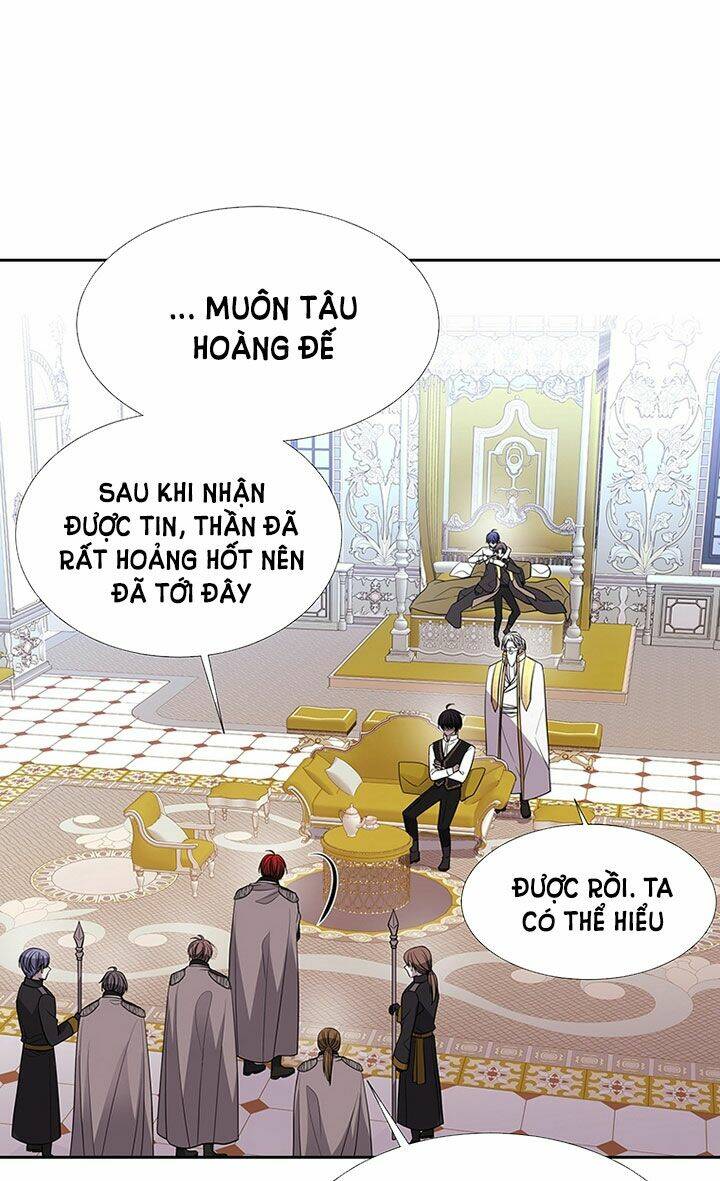 ... MUÔN TÂU
HOÀNG ĐẾ
SAU KHI NHẬN
ĐƯỢC TIN, THẦN ĐÃ
RẤT HOẢNG HỐT NÊN
ĐÃ TỚI ĐÂY
ĐƯỢC RỒI. TA
CÓ THỂ HIỂU